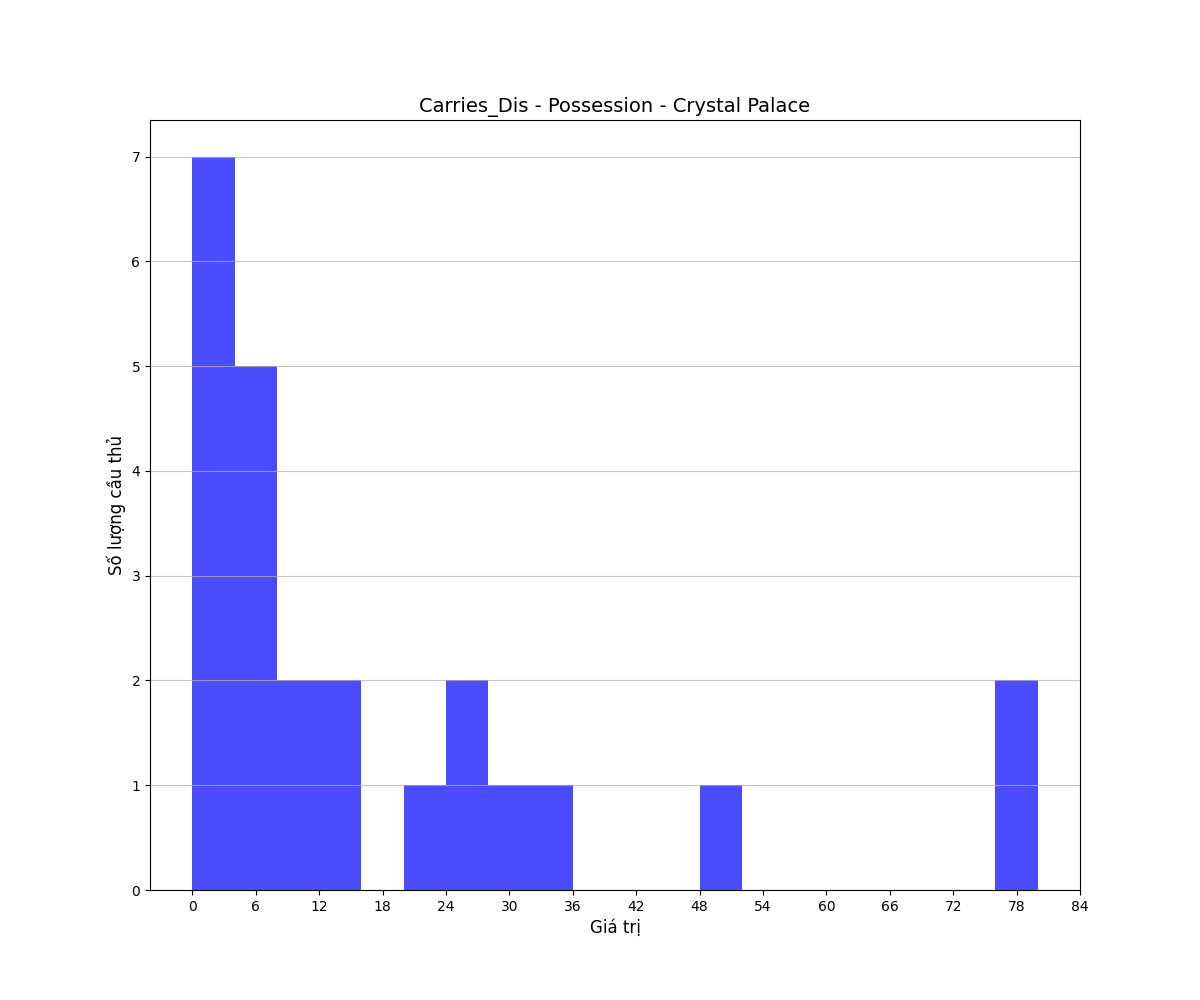 Carries_Dis - Possession - Crystal Palace
7
6
5
4
3
2
1
0
Số lượng cầu thủ
0 6 12 18 24 30 36 42 48 54 60 66 72 78 84
Giá trị